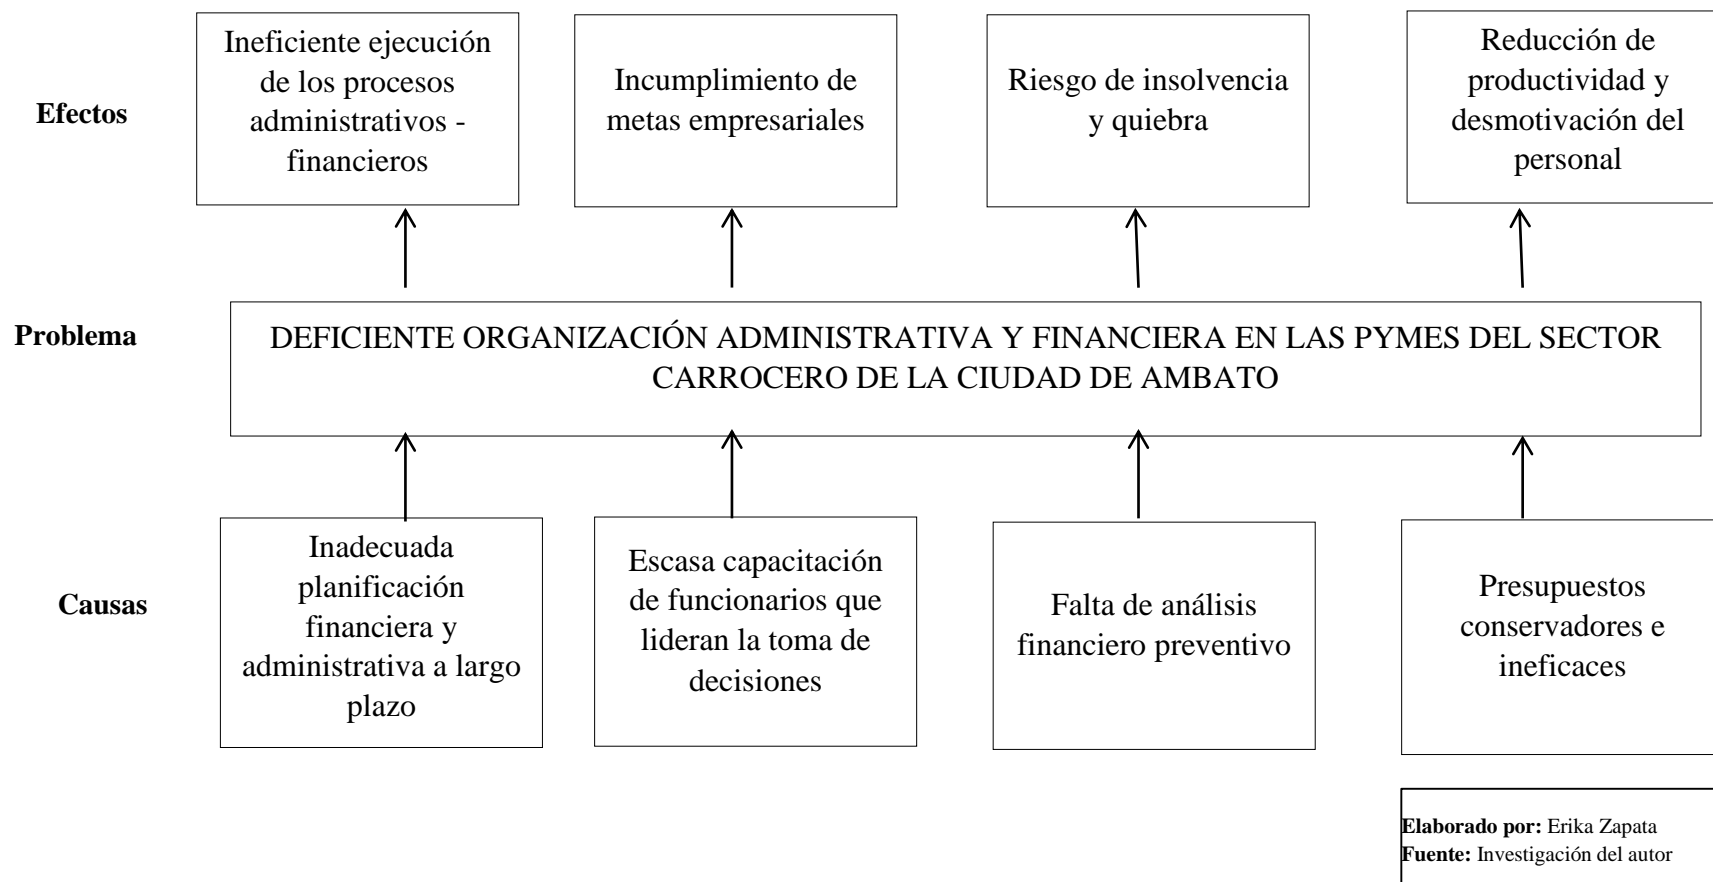 Efectos
Ineficiente ejecución
de los procesos
administrativos -
financieros
Incumplimiento de
metas empresariales
Riesgo de insolvencia
y quiebra
Reducción de
productividad y
desmotivación del
personal
Problema
DEFICIENTE ORGANIZACIÓN ADMINISTRATIVA Y FINANCIERA EN LAS PYMES DEL SECTOR
CARROCERO DE LA CIUDAD DE AMBATO
Causas
Inadecuada
planificación
financiera y
administrativa a largo
plazo
Escasa capacitación
de funcionarios que
lideran la toma de
decisiones
Falta de análisis
financiero preventivo
Presupuestos
conservadores e
ineficaces
Elaborado por: Erika Zapata
Fuente: Investigación del autor